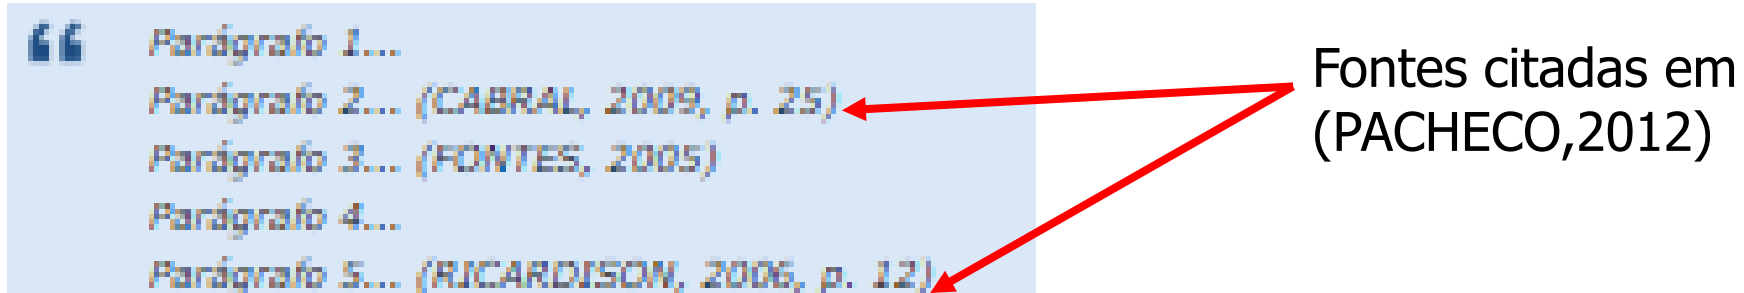 “ Parágrafo 1...
Parágrafo 2... (CABRAL, 2009, p. 25)
Parágrafo 3... (FONTES, 2005)
Parágrafo 4...
Parágrafo 5... (RICARDISON, 2006, p. 12)
Fontes citadas em
(PACHECO,2012)